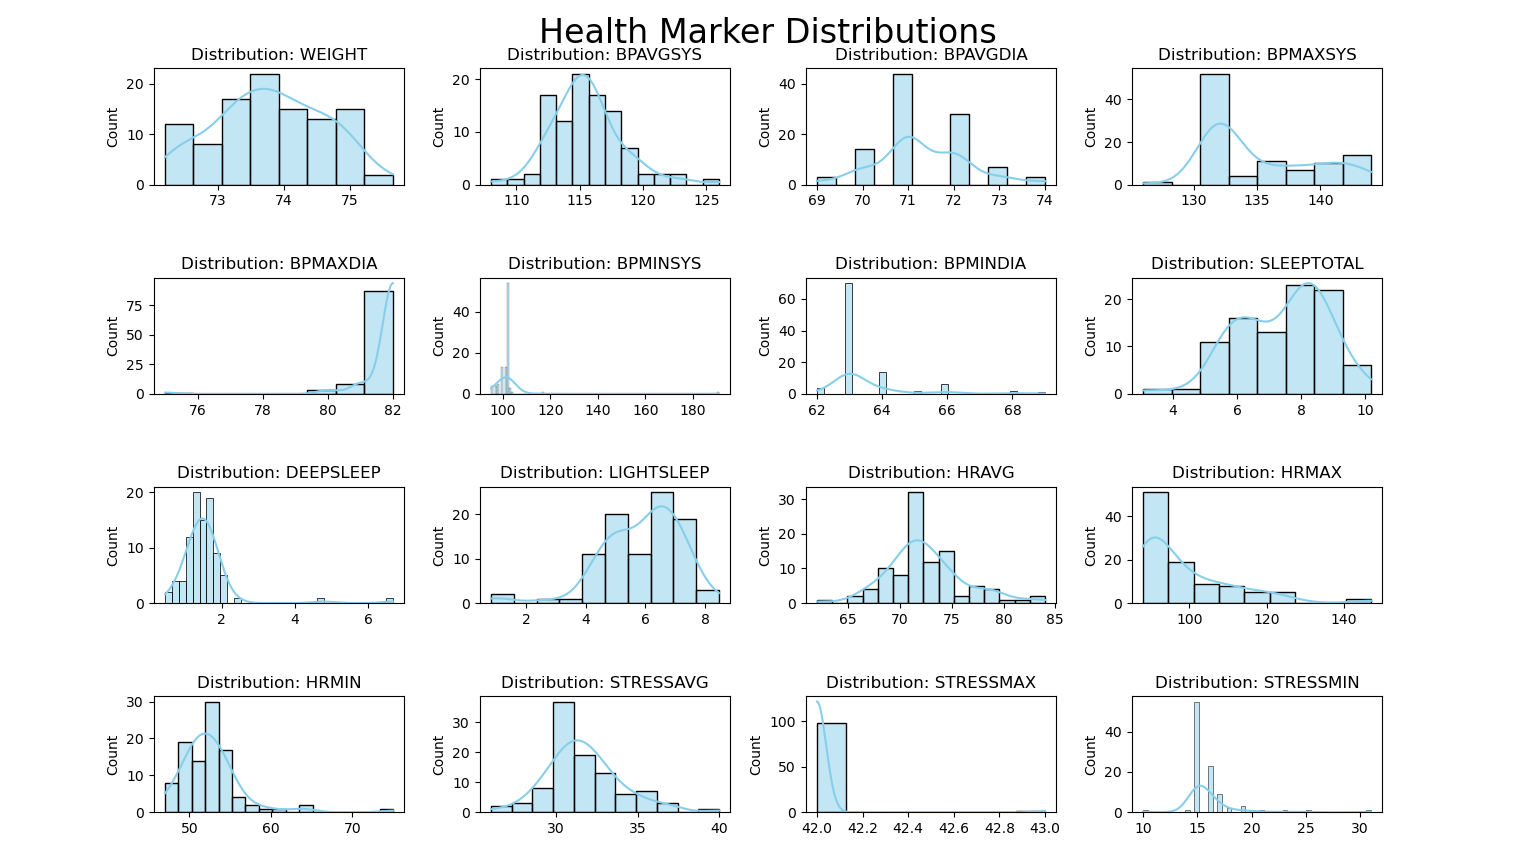 Health Marker Distributions
Distribution: WEIGHT
Count
20
10
0
73 74 75
Distribution: BPAVGSYS
Count
20
10
0
110 115 120 125
Distribution: BPAVGDIA
Count
40
20
0
69 70 71 72 73 74
Distribution: BPMAXSYS
Count
40
20
0
130 135 140
Distribution: BPMAXDIA
Count
75
50
25
0
76 78 80 82
Distribution: BPMINSYS
Count
40
20
0
100 120 140 160 180
Distribution: BPMINDIA
Count
60
40
20
0
62 64 66 68
Distribution: SLEEPTOTAL
Count
20
10
0
4 6 8 10
Distribution: DEEPSLEEP
Count
20
10
0
2 4 6
Distribution: LIGHTSLEEP
Count
20
10
0
2 4 6 8
Distribution: HRAVG
Count
30
20
10
0
65 70 75 80 85
Distribution: HRMAX
Count
40
20
0
100 120 140
Distribution: HRMIN
Count
30
20
10
0
50 60 70
Distribution: STRESSAVG
Count
30
20
10
0
30 35 40
Distribution: STRESSMAX
Count
100
50
0
42.0 42.2 42.4 42.6 42.8 43.0
Distribution: STRESSMIN
Count
40
20
0
10 15 20 25 30